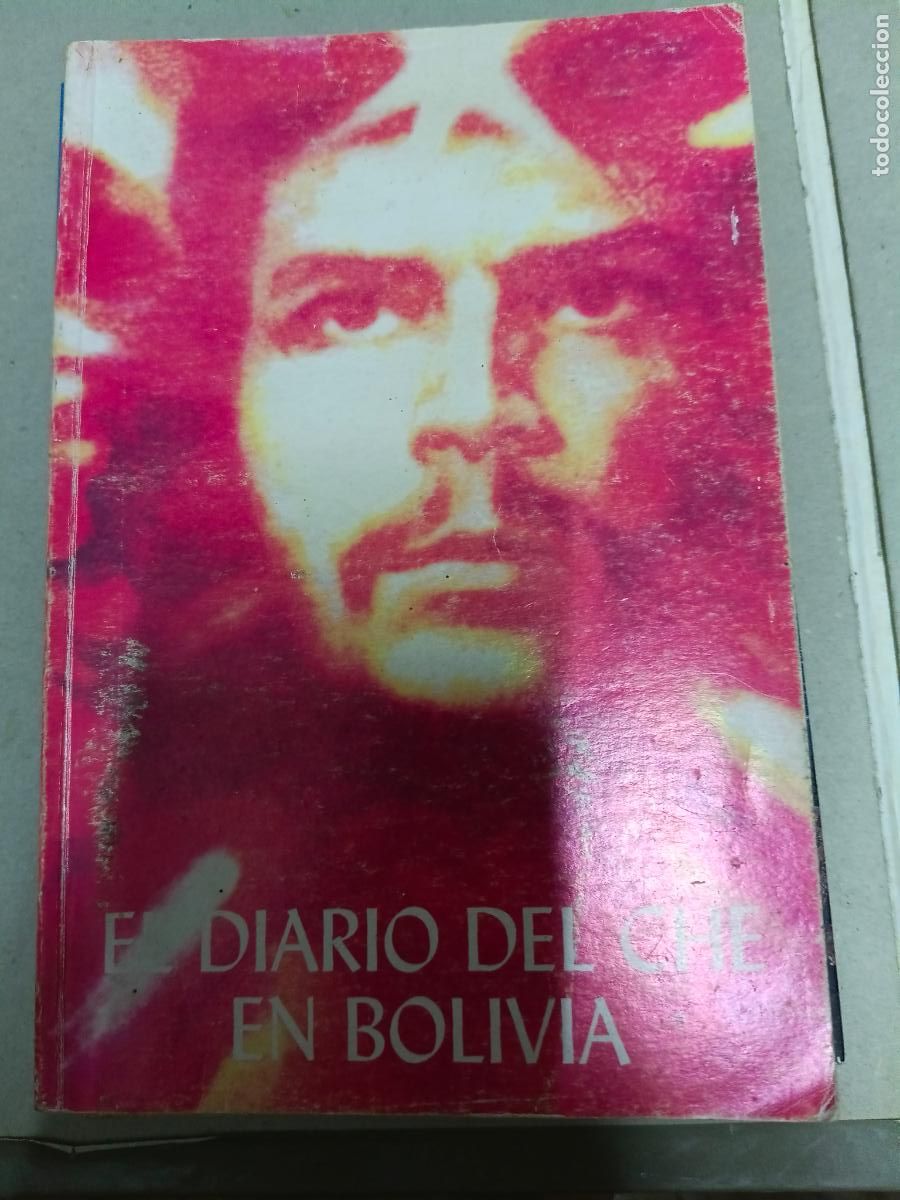 EL DIARIO DEL CHE
EN BOLIVIA
todocoleccion